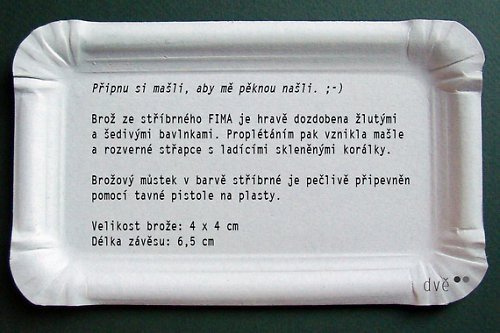 Připnu si mašli, aby mě pěknou našli. ;-)
Brož ze stříbrného FIMA je hravě dozdobena žlutými
a šedivými bavlnkami. Proplétáním pak vznikla mašle
a rozverné střapce s ladícími skleněnými korálky.
Brožový můstek v barvě stříbrné je pečlivě připevněn
pomocí tavné pistole na plasty.
Velikost brože: 4 x 4 cm
Délka závěsu: 6,5 cm
dvě